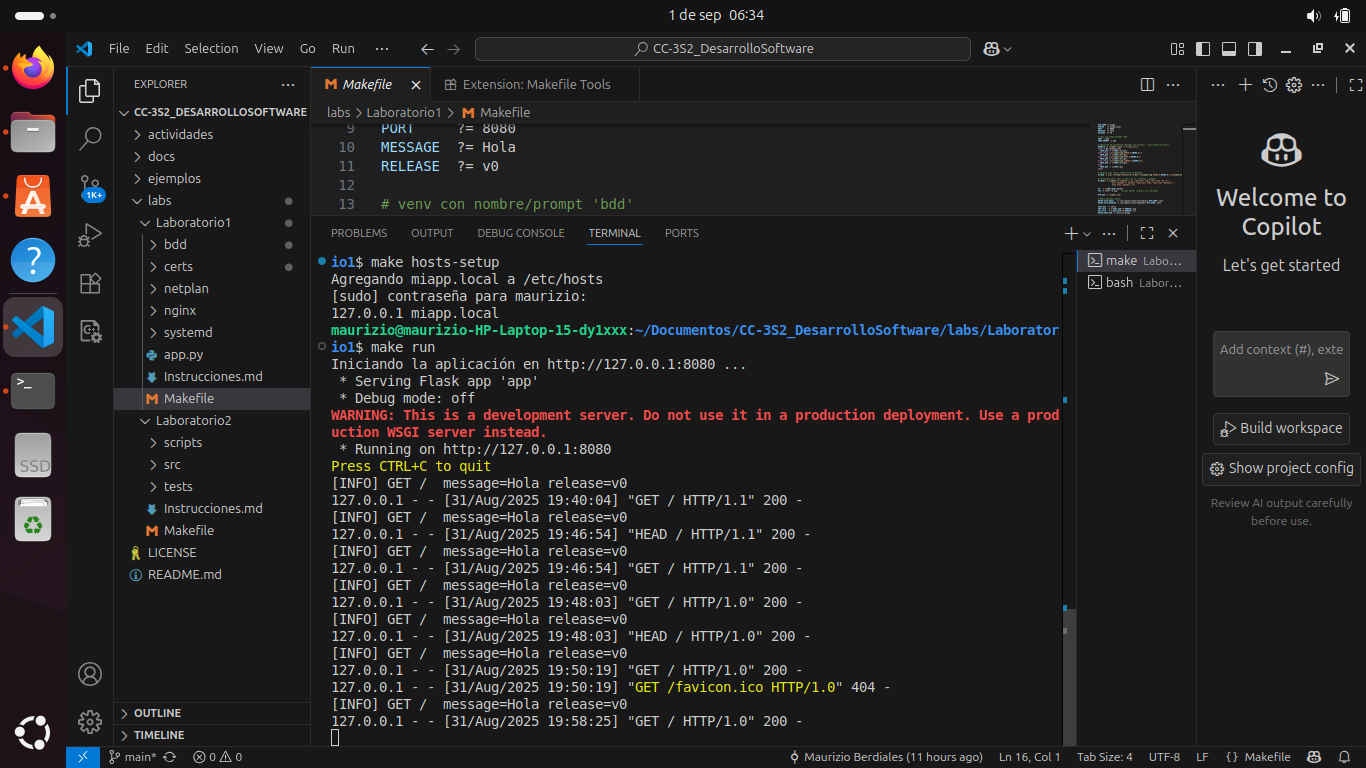 1 de sep 06:34
File Edit Selection View Go Run ··· CC-3S2_DesarrolloSoftware
EXPLORER
CC-3S2_DESARROLLOSOFTWARE
actividades
docs
ejemplos
labs
Laboratorio1
bdd
certs
netplan
nginx
systemd
app.py
Instrucciones.md
Makefile
Laboratorio2
scripts
src
tests
Instrucciones.md
Makefile
LICENSE
README.md
OUTLINE
TIMELINE
1K+
SSD
Makefile Extension: Makefile Tools
labs > Laboratorio1 > Makefile
9 PORT ?= 8080
10 MESSAGE ?= Hola
11 RELEASE ?= v0
12
13 # venv con nombre/prompt 'bdd'
PROBLEMS OUTPUT DEBUG CONSOLE TERMINAL PORTS
io1$ make hosts-setup
Agregando miapp.local a /etc/hosts
[sudo] contraseña para maurizio:
127.0.0.1 miapp.local
maurizio@maurizio-HP-Laptop-15-dy1xxx:~/Documentos/CC-3S2_DesarrolloSoftware/labs/Laborator
io1$ make run
Iniciando la aplicación en http://127.0.0.1:8080 ...
* Serving Flask app 'app'
* Debug mode: off
WARNING: This is a development server. Do not use it in a production deployment. Use a prod
uction WSGI server instead.
* Running on http://127.0.0.1:8080
Press CTRL+C to quit
[INFO] GET /  message=Hola release=v0
127.0.0.1 - - [31/Aug/2025 19:40:04] "GET / HTTP/1.1" 200 -
[INFO] GET /  message=Hola release=v0
127.0.0.1 - - [31/Aug/2025 19:46:54] "HEAD / HTTP/1.1" 200 -
[INFO] GET /  message=Hola release=v0
127.0.0.1 - - [31/Aug/2025 19:46:54] "GET / HTTP/1.1" 200 -
[INFO] GET /  message=Hola release=v0
127.0.0.1 - - [31/Aug/2025 19:48:03] "GET / HTTP/1.0" 200 -
[INFO] GET /  message=Hola release=v0
127.0.0.1 - - [31/Aug/2025 19:48:03] "HEAD / HTTP/1.0" 200 -
[INFO] GET /  message=Hola release=v0
127.0.0.1 - - [31/Aug/2025 19:50:19] "GET / HTTP/1.0" 200 -
127.0.0.1 - - [31/Aug/2025 19:50:19] "GET /favicon.ico HTTP/1.0" 404 -
[INFO] GET /  message=Hola release=v0
127.0.0.1 - - [31/Aug/2025 19:58:25] "GET / HTTP/1.0" 200 -
make Labo...
bash Labor...
Welcome to
Copilot
Let's get started
Add context (#), exte
Build workspace
Show project config
Review AI output carefully
before use.
main* 0 0 Maurizio Berdiales (11 hours ago) Ln 16, Col 1 Tab Size: 4 UTF-8 LF { } Makefile